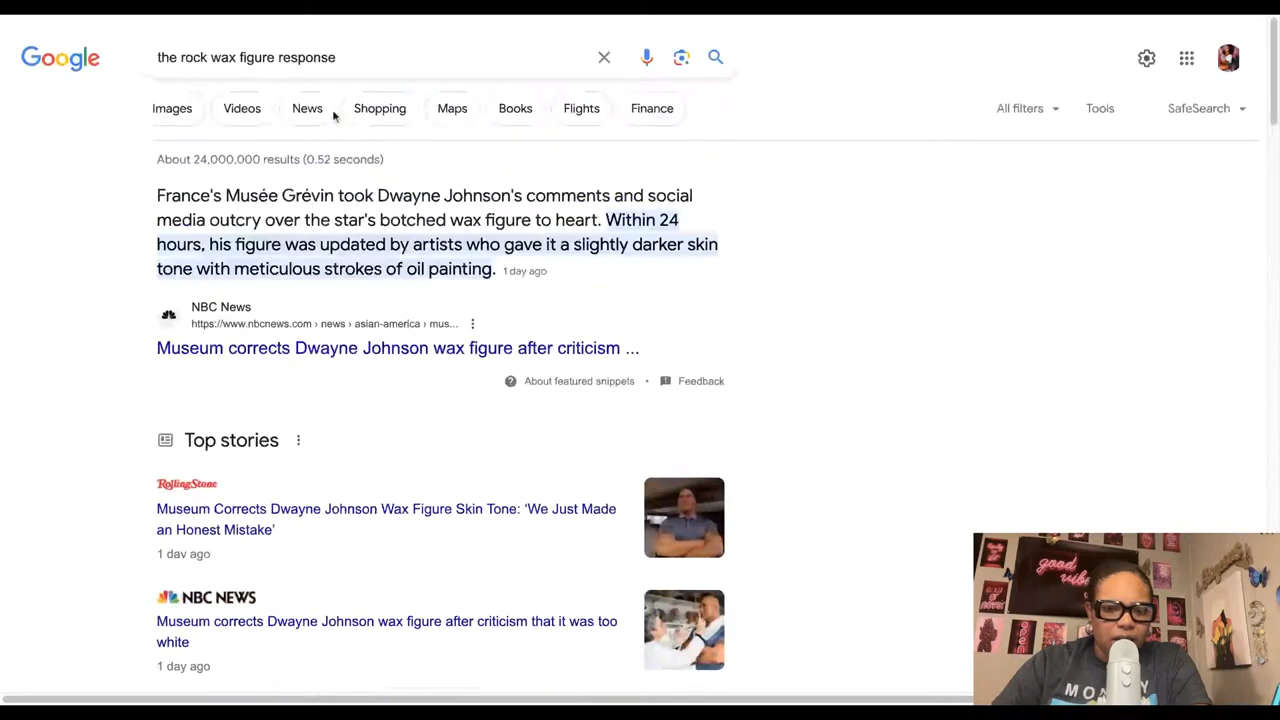 Google
the rock wax figure response
Images Videos News Shopping Maps Books Flights Finance All filters Tools SafeSearch
About 24,000,000 results (0.52 seconds)
France's Musée Grévin took Dwayne Johnson's comments and social
media outcry over the star's botched wax figure to heart. Within 24
hours, his figure was updated by artists who gave it a slightly darker skin
tone with meticulous strokes of oil painting. 1 day ago
NBC News
https://www.nbcnews.com › news › asian-america › mus...
Museum corrects Dwayne Johnson wax figure after criticism ...
About featured snippets • Feedback
Top stories
RollingStone
Museum Corrects Dwayne Johnson Wax Figure Skin Tone: ‘We Just Made
an Honest Mistake’
1 day ago
NBC NEWS
Museum corrects Dwayne Johnson wax figure after criticism that it was too
white
1 day ago
good
vibes
OPEN